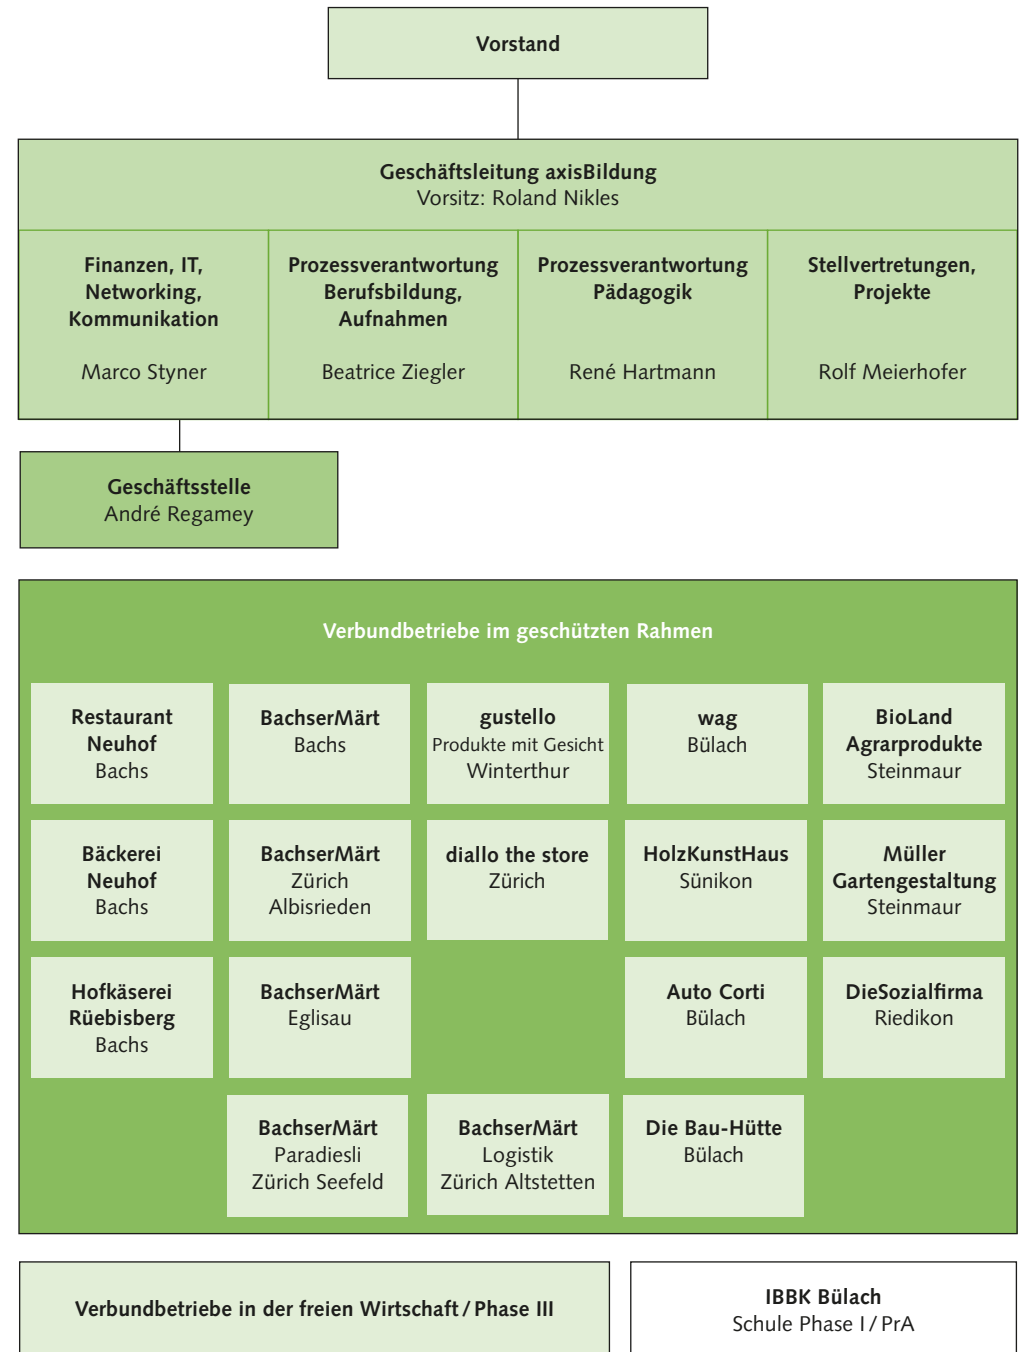 Vorstand
Geschäftsleitung axisBildung
Vorsitz: Roland Nikles
Finanzen, IT,
Networking,
Kommunikation
Marco Styner
Prozessverantwortung
Berufsbildung,
Aufnahmen
Beatrice Ziegler
Prozessverantwortung
Pädagogik
René Hartmann
Stellvertretungen,
Projekte
Rolf Meierhofer
Geschäftsstelle
André Regamey
Verbundbetriebe im geschützten Rahmen
Restaurant
Neuhof
Bachs
BachserMärt
Bachs
gustello
Produkte mit Gesicht
Winterthur
wag
Bülach
BioLand
Agrarprodukte
Steinmaur
Bäckerei
Neuhof
Bachs
BachserMärt
Zürich
Albisrieden
diallo the store
Zürich
HolzKunstHaus
Sünikon
Müller
Gartengestaltung
Steinmaur
Hofkäserei
Rüebisberg
Bachs
BachserMärt
Eglisau
Auto Corti
Bülach
DieSozialfirma
Riedikon
BachserMärt
Paradiesli
Zürich Seefeld
BachserMärt
Logistik
Zürich Altstetten
Die Bau-Hütte
Bülach
Verbundbetriebe in der freien Wirtschaft / Phase III
IBBK Bülach
Schule Phase I / PrA